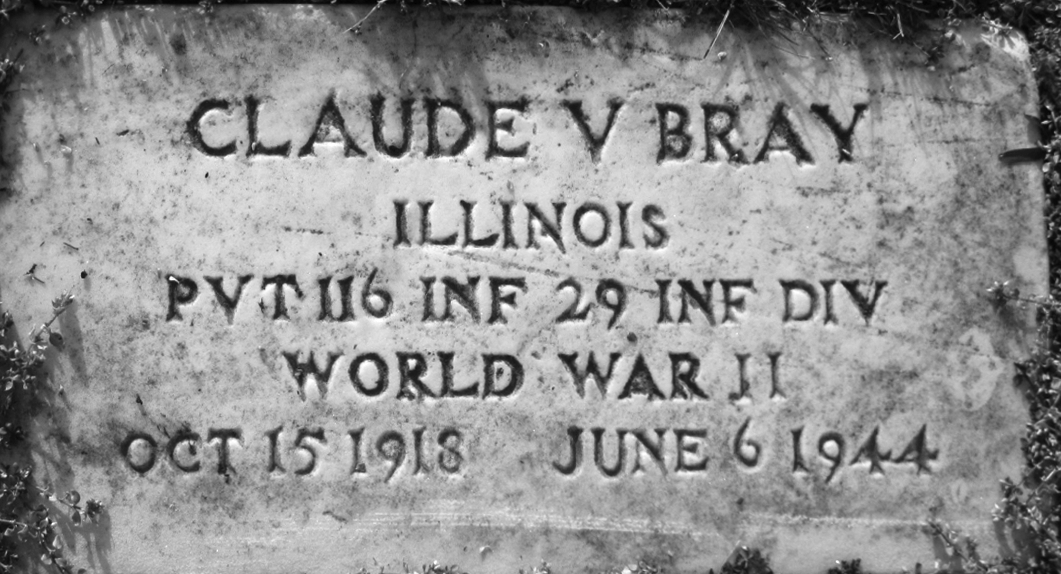 CLAUDE V BRAY
ILLINOIS
PVT 116 INF 29 INF DIV
WORLD WAR II
OCT 15 1918 JUNE 6 1944